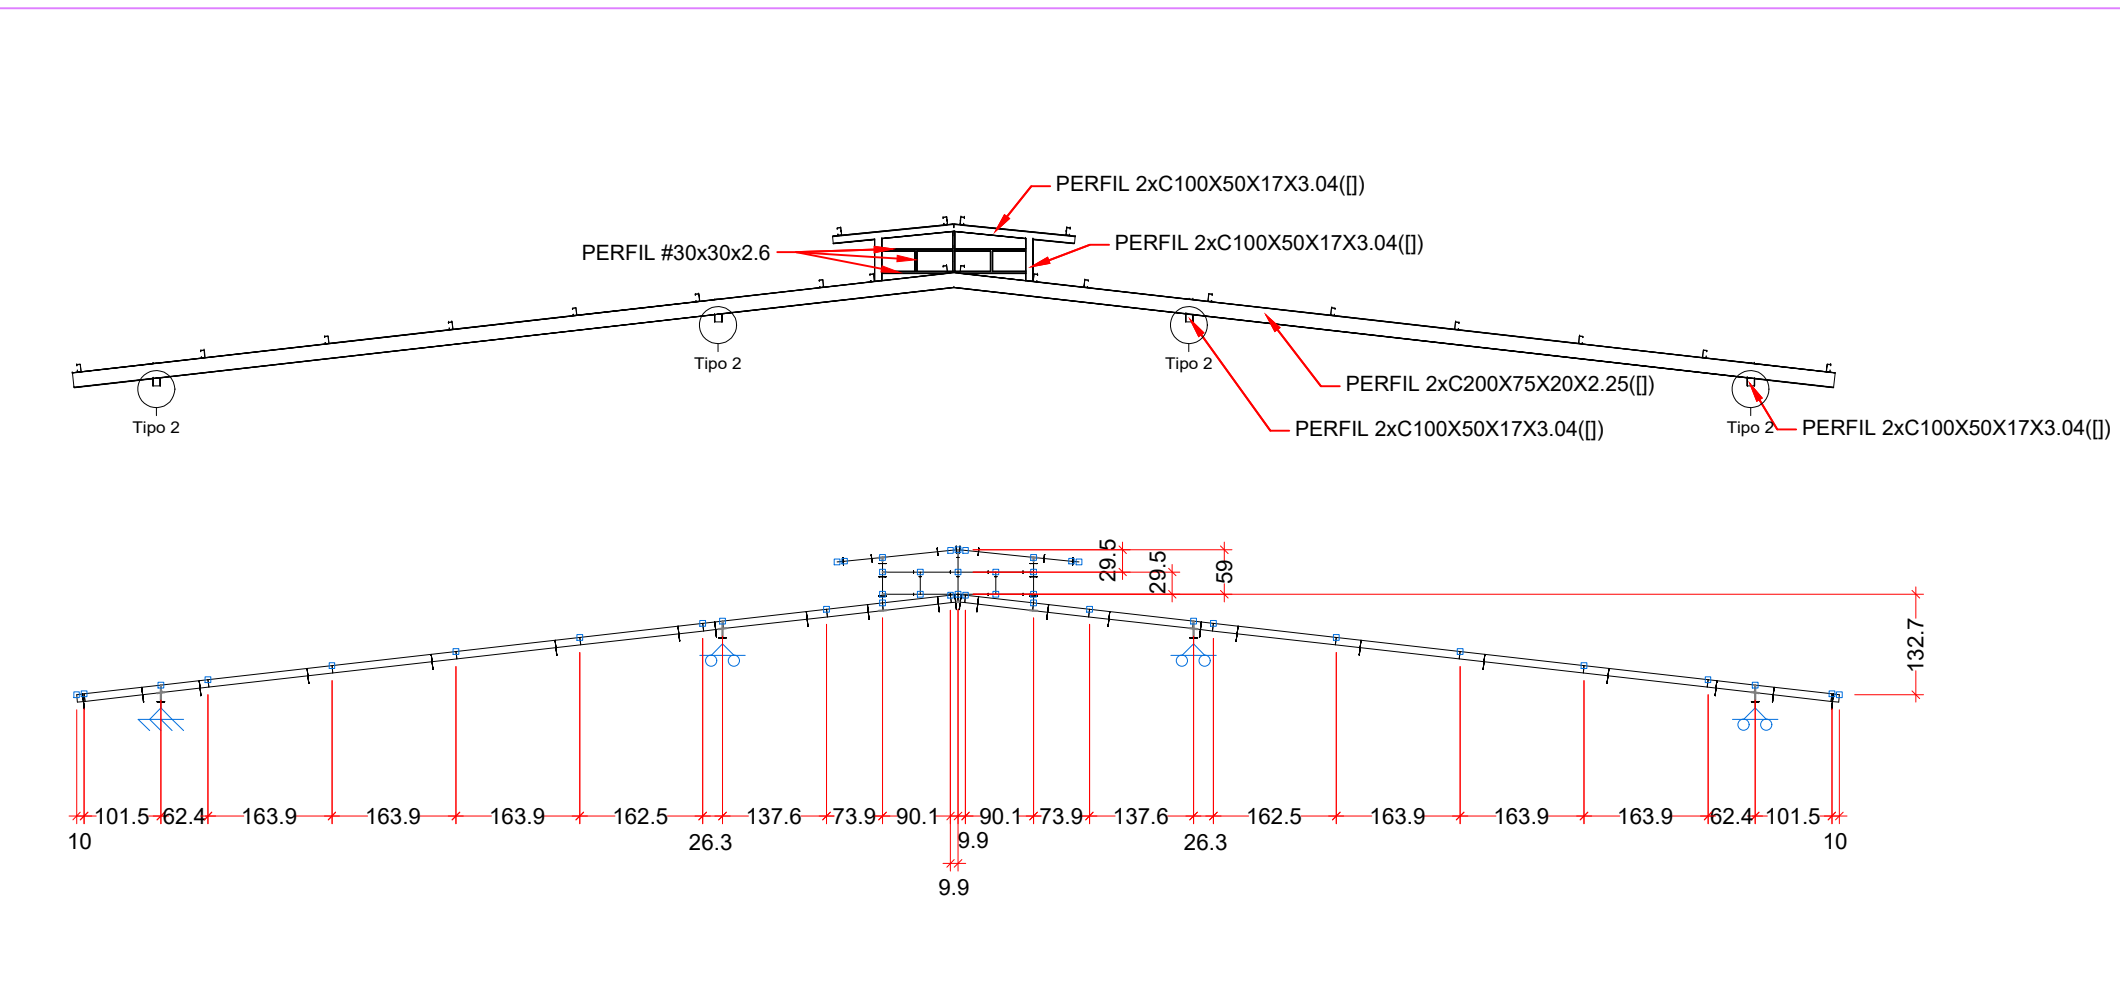 PERFIL 2xC100X50X17X3.04([])
PERFIL #30x30x2.6
PERFIL 2xC100X50X17X3.04([])
Tipo 2
Tipo 2
PERFIL 2xC200X75X20X2.25([])
Tipo 2
PERFIL 2xC100X50X17X3.04([])
Tipo 2
PERFIL 2xC100X50X17X3.04([])
29.5
29.5
59
132.7
101.5 62.4 163.9 163.9 163.9 162.5 137.6 73.9 90.1 90.1 73.9 137.6 162.5 163.9 163.9 163.9 62.4 101.5
10 26.3 9.9 26.3 10
9.9